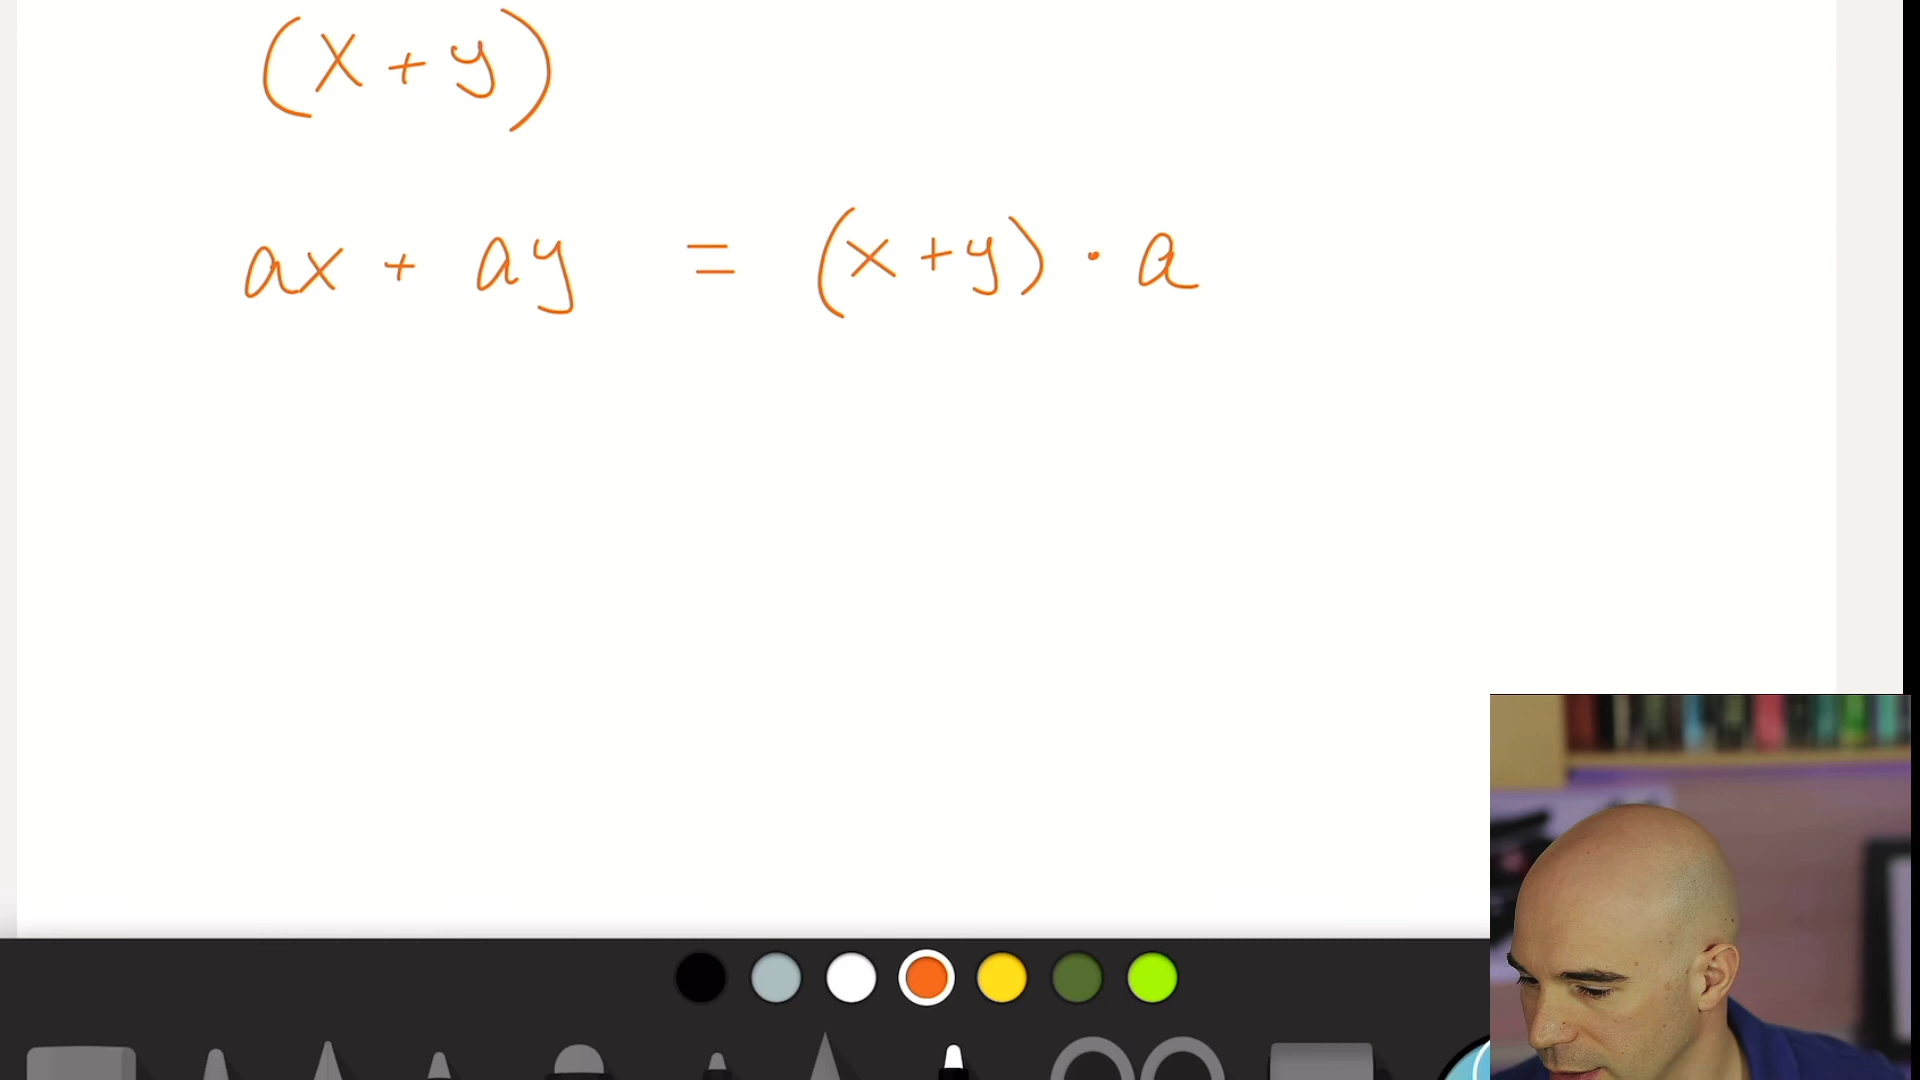 (x + y)
ax + ay = (x + y) · a